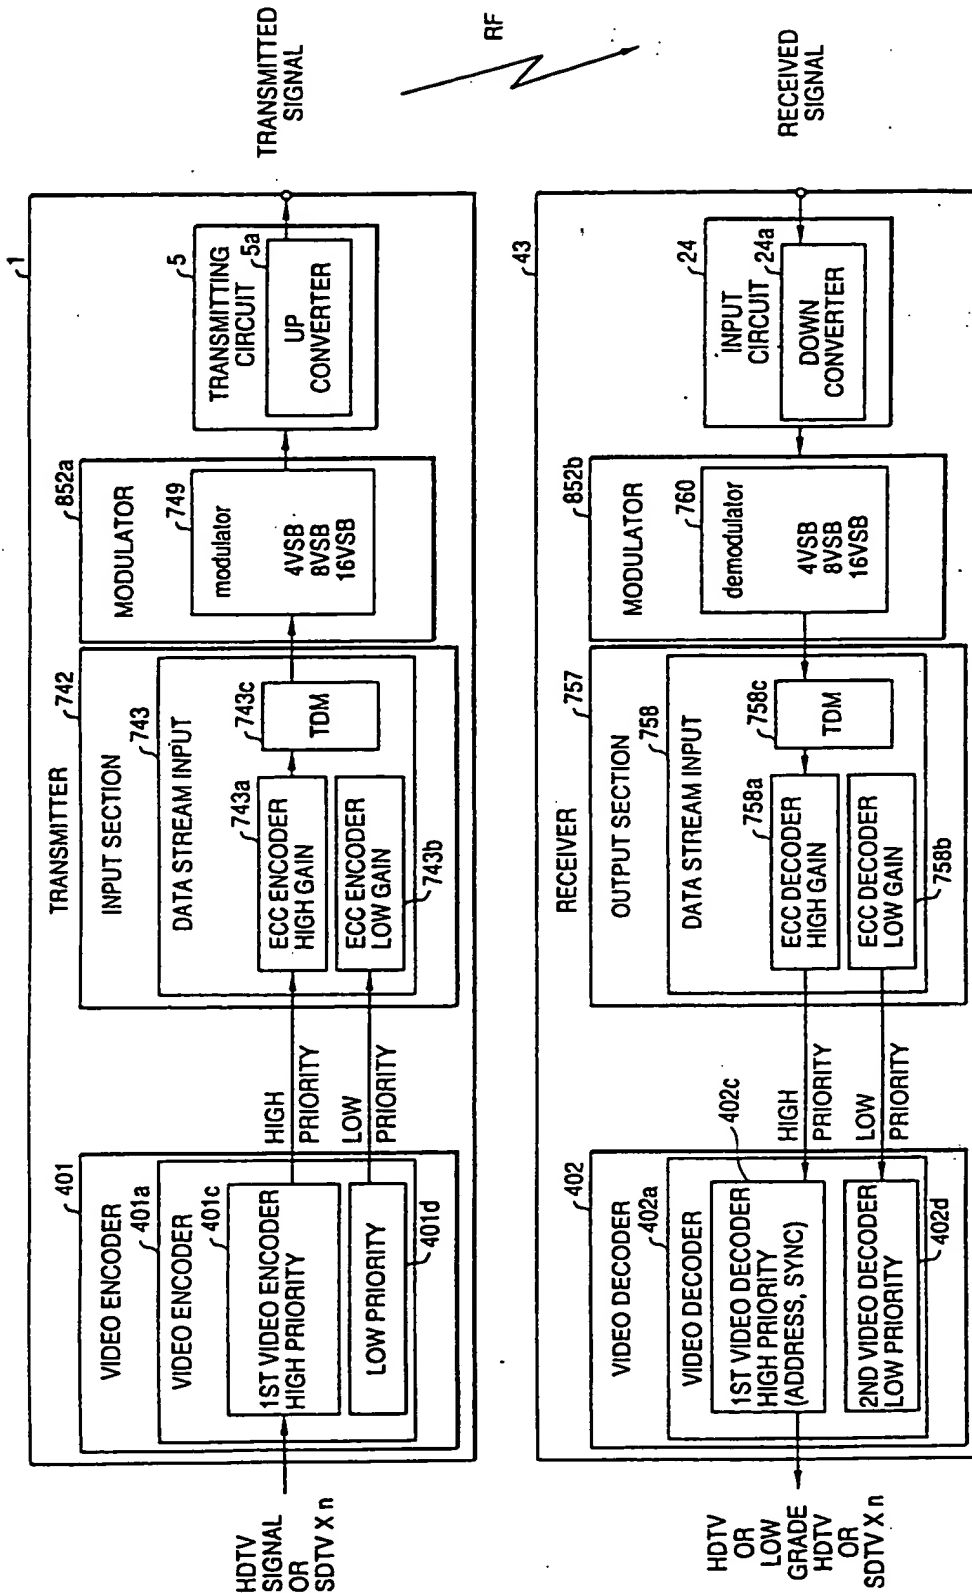 1
TRANSMITTER
HDTV
SIGNAL
OR
SDTV X n
401
VIDEO ENCODER
401a
VIDEO ENCODER
401c
1ST VIDEO ENCODER
HIGH PRIORITY
LOW PRIORITY
401d
HIGH
PRIORITY
LOW
PRIORITY
742
INPUT SECTION
743
DATA STREAM INPUT
743a
ECC ENCODER
HIGH GAIN
ECC ENCODER
LOW GAIN
743b
743c
TDM
852a
MODULATOR
749
modulator
4VSB
8VSB
16VSB
5
TRANSMITTING
CIRCUIT
5a
UP
CONVERTER
TRANSMITTED
SIGNAL
RF
43
RECEIVER
HDTV
OR
LOW
GRADE
HDTV
OR
SDTV X n
402
VIDEO DECODER
402a
VIDEO DECODER
402c
1ST VIDEO DECODER
HIGH PRIORITY
(ADDRESS, SYNC)
2ND VIDEO DECODER
LOW PRIORITY
402d
HIGH
PRIORITY
LOW
PRIORITY
757
OUTPUT SECTION
758
DATA STREAM INPUT
758a
ECC DECODER
HIGH GAIN
ECC DECODER
LOW GAIN
758b
758c
TDM
852b
MODULATOR
760
demodulator
4VSB
8VSB
16VSB
24
INPUT
CIRCUIT
24a
DOWN
CONVERTER
RECEIVED
SIGNAL